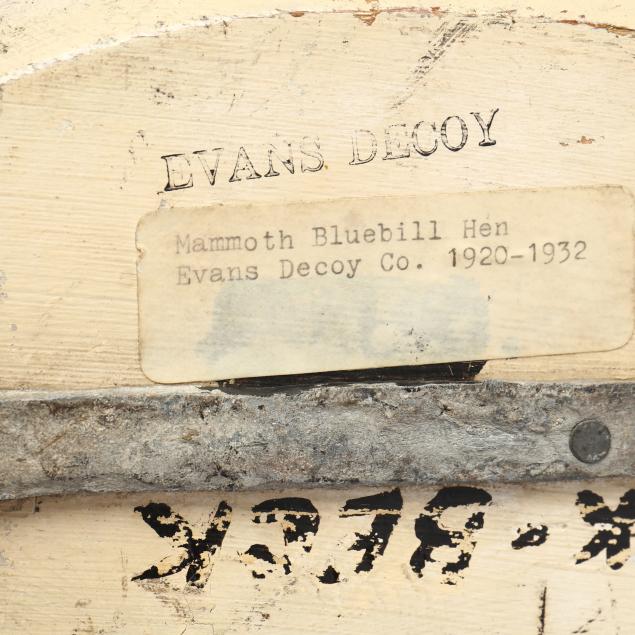 EVANS DECOY
Mammoth Bluebill Hen
Evans Decoy Co. 1920-1932